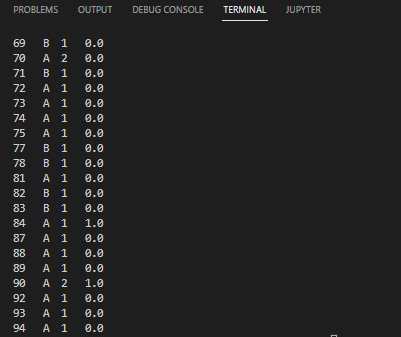 PROBLEMS OUTPUT DEBUG CONSOLE TERMINAL JUPYTER
69 B 1 0.0
70 A 2 0.0
71 B 1 0.0
72 A 1 0.0
73 A 1 0.0
74 A 1 0.0
75 A 1 0.0
77 B 1 0.0
78 B 1 0.0
81 A 1 0.0
82 B 1 0.0
83 B 1 0.0
84 A 1 1.0
87 A 1 0.0
88 A 1 0.0
89 A 1 0.0
90 A 2 1.0
92 A 1 0.0
93 A 1 0.0
94 A 1 0.0